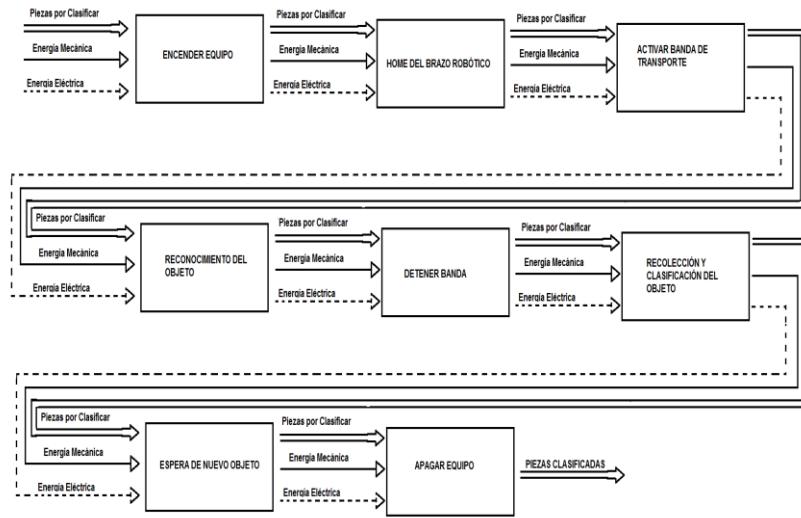 Piezas por Clasificar
Energía Mecánica
Energía Eléctrica
ENCENDER EQUIPO
Piezas por Clasificar
Energía Mecánica
Energía Eléctrica
HOME DEL BRAZO ROBÓTICO
Piezas por Clasificar
Energía Mecánica
Energía Eléctrica
ACTIVAR BANDA DE
TRANSPORTE
Piezas por Clasificar
Energía Mecánica
Energía Eléctrica
RECONOCIMIENTO DEL
OBJETO
Piezas por Clasificar
Energía Mecánica
Energía Eléctrica
DETENER BANDA
Piezas por Clasificar
Energía Mecánica
Energía Eléctrica
RECOLECCIÓN Y
CLASIFICACIÓN DEL
OBJETO
Piezas por Clasificar
Energía Mecánica
Energía Eléctrica
ESPERA DE NUEVO OBJETO
Piezas por Clasificar
Energía Mecánica
Energía Eléctrica
APAGAR EQUIPO
PIEZAS CLASIFICADAS